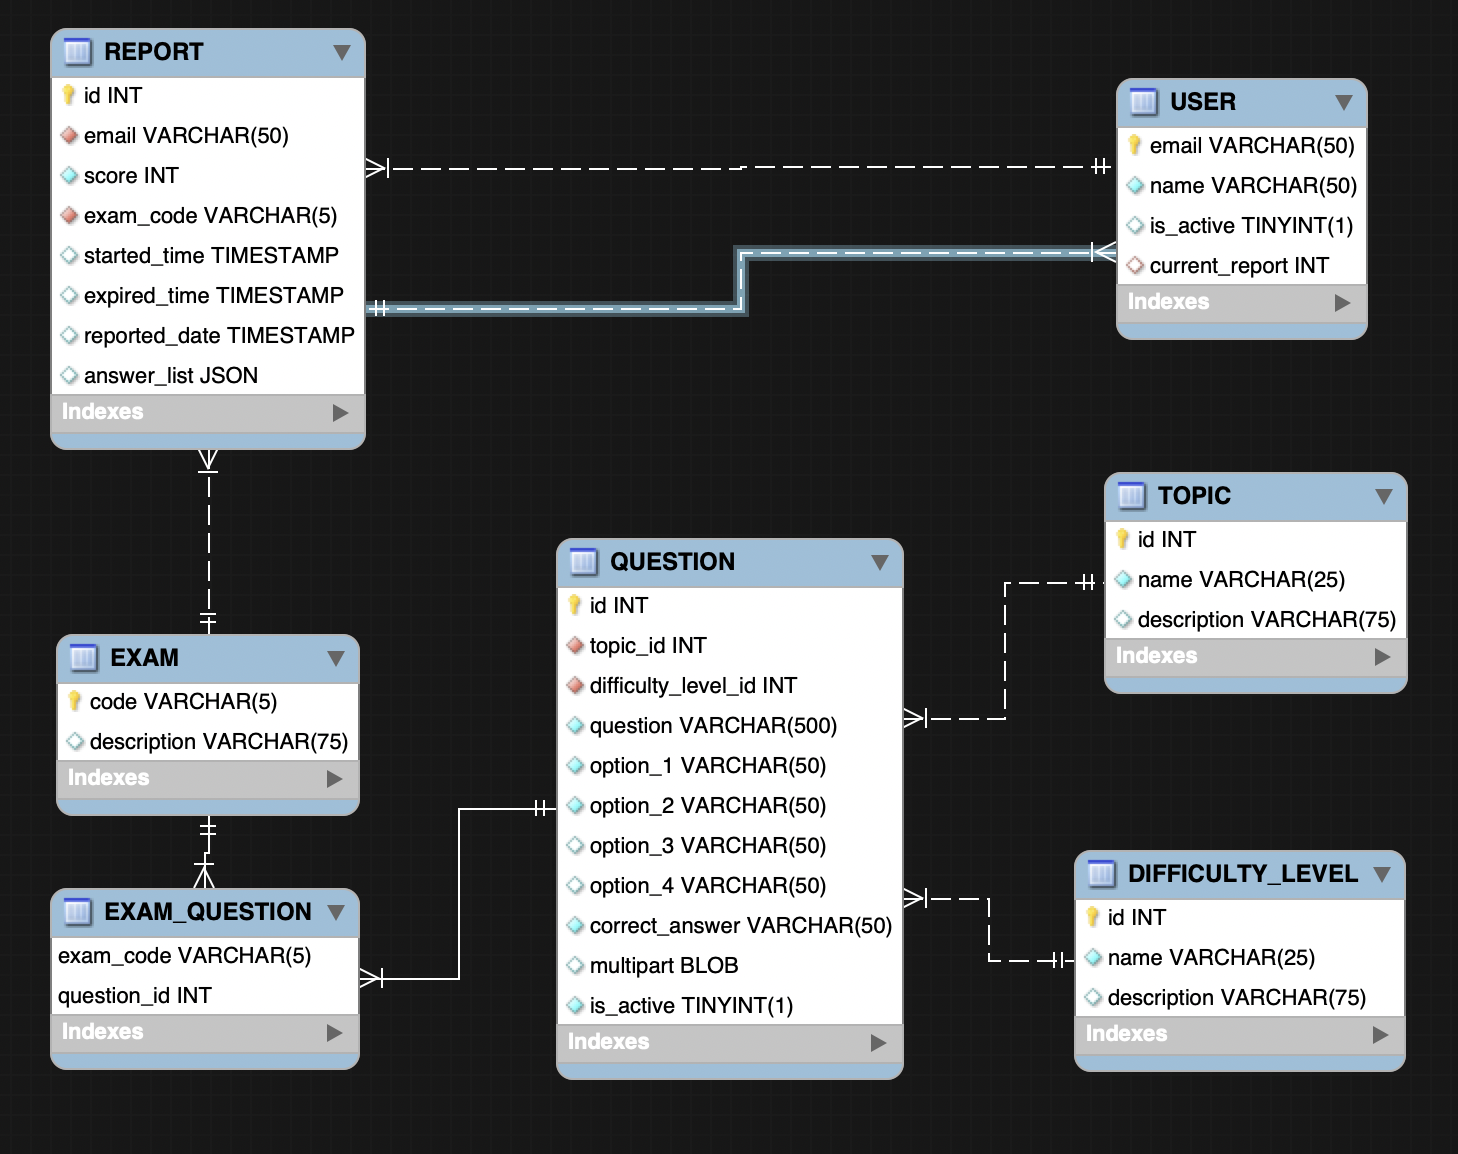 REPORT
id INT
email VARCHAR(50)
score INT
exam_code VARCHAR(5)
started_time TIMESTAMP
expired_time TIMESTAMP
reported_date TIMESTAMP
answer_list JSON
Indexes
USER
email VARCHAR(50)
name VARCHAR(50)
is_active TINYINT(1)
current_report INT
Indexes
TOPIC
id INT
name VARCHAR(25)
description VARCHAR(75)
Indexes
QUESTION
id INT
topic_id INT
difficulty_level_id INT
question VARCHAR(500)
option_1 VARCHAR(50)
option_2 VARCHAR(50)
option_3 VARCHAR(50)
option_4 VARCHAR(50)
correct_answer VARCHAR(50)
multipart BLOB
is_active TINYINT(1)
Indexes
EXAM
code VARCHAR(5)
description VARCHAR(75)
Indexes
DIFFICULTY_LEVEL
id INT
name VARCHAR(25)
description VARCHAR(75)
Indexes
EXAM_QUESTION
exam_code VARCHAR(5)
question_id INT
Indexes